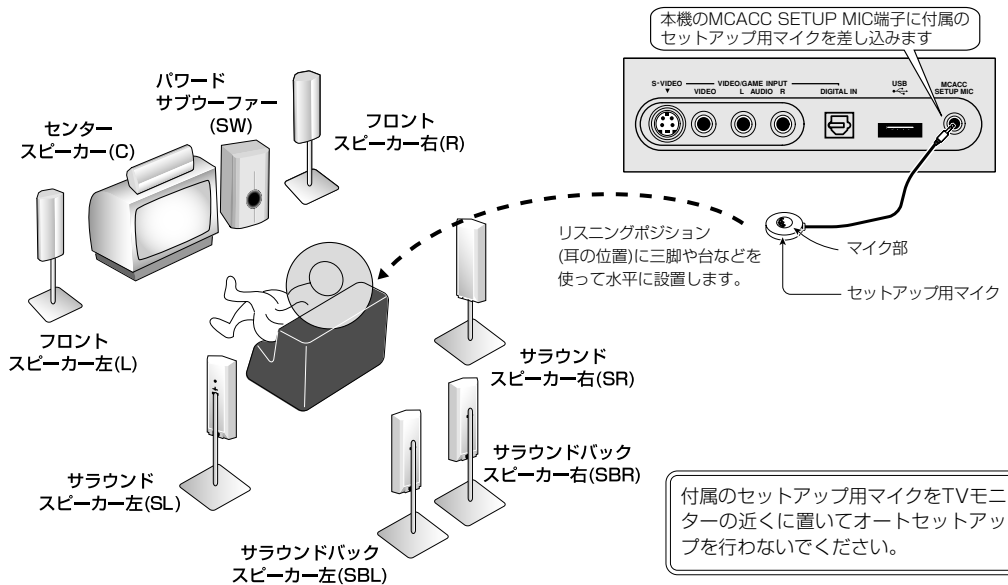 本機のMCACC SETUP MIC端子に付属の
セットアップ用マイクを差し込みます
S-VIDEO
VIDEO/GAME INPUT
VIDEO
L AUDIO R
DIGITAL IN
USB
MCACC
SETUP MIC
パワード
サブウーファー
(SW)
フロント
スピーカー右(R)
センター
スピーカー(C)
リスニングポジション
(耳の位置)に三脚や台などを
使って水平に設置します。
マイク部
セットアップ用マイク
フロント
スピーカー左(L)
サラウンド
スピーカー右(SR)
サラウンド
スピーカー左(SL)
サラウンドバック
スピーカー右(SBR)
サラウンドバック
スピーカー左(SBL)
付属のセットアップ用マイクをTVモニ
ターの近くに置いてオートセットアッ
プを行わないでください。